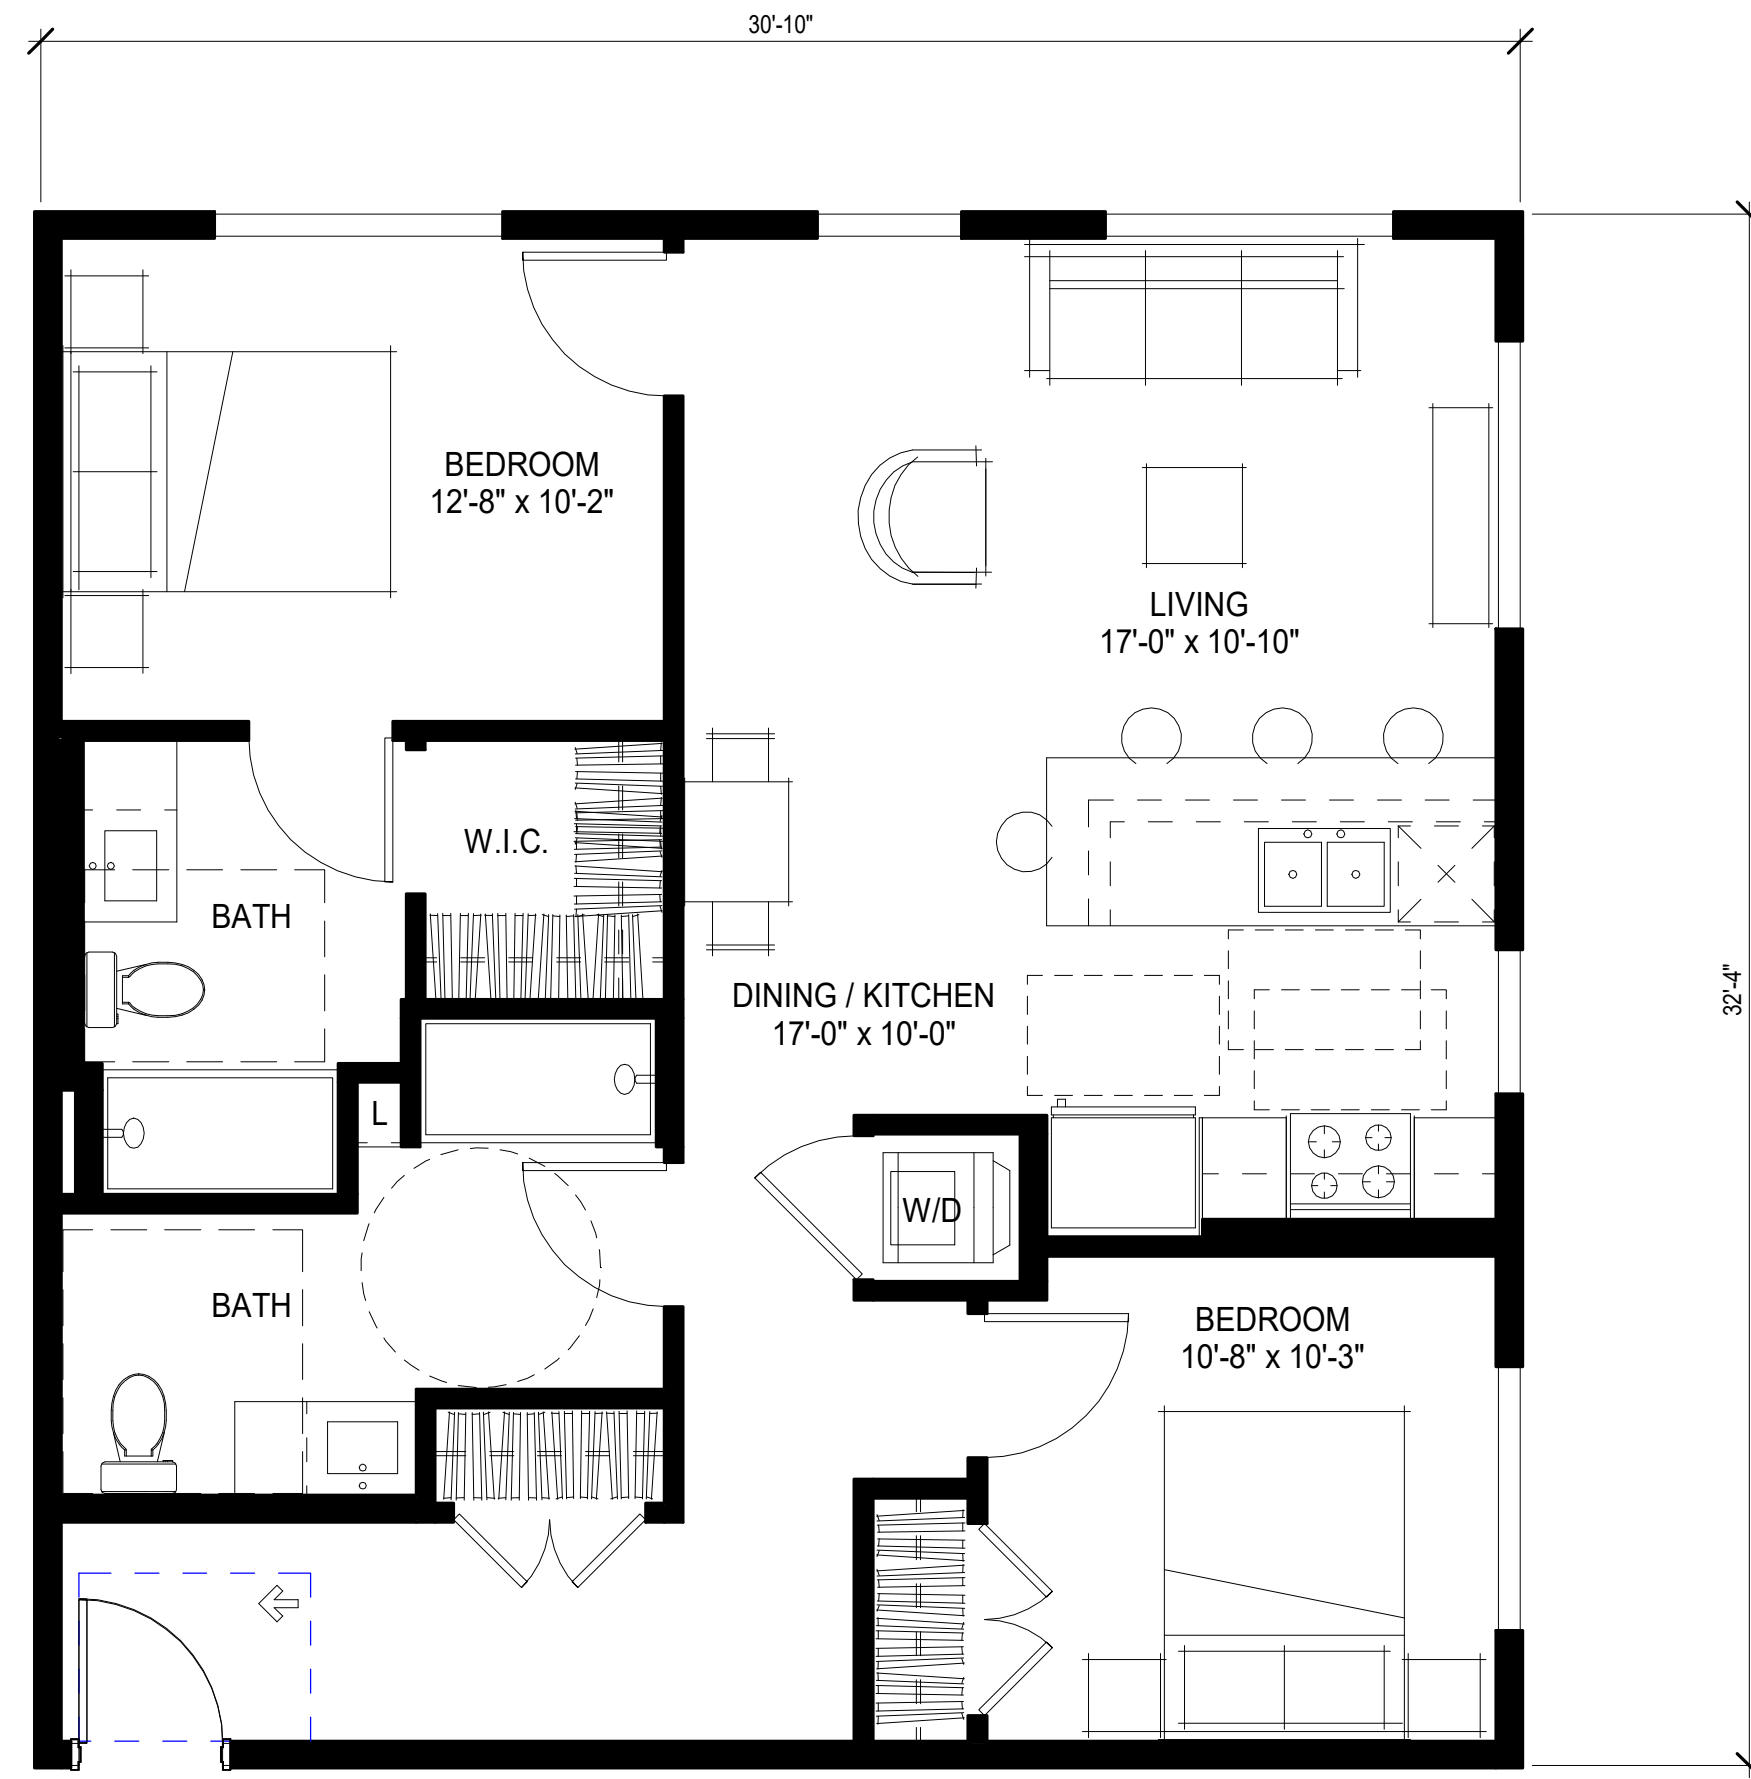 30'-10"
BEDROOM
12'-8" x 10'-2"
LIVING
17'-0" x 10'-10"
W.I.C.
BATH
DINING / KITCHEN
17'-0" x 10'-0"
32'-4"
L
W/D
BATH
BEDROOM
10'-8" x 10'-3"